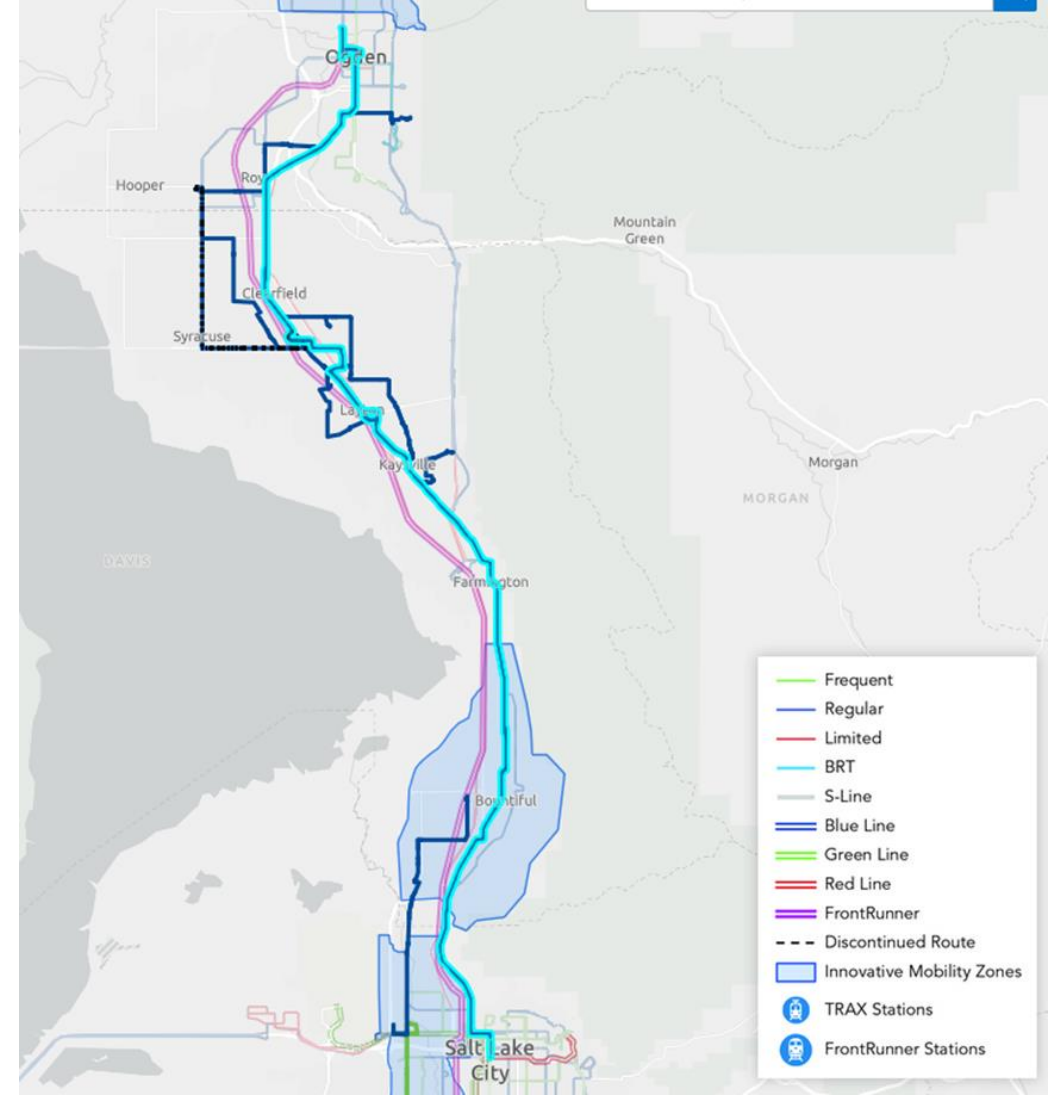 Ogden
Hooper
Roy
Mountain
Green
Clearfield
Syracuse
Layton
Kaysville
Morgan
MORGAN
DAVIS
Farmington
Bountiful
Salt Lake
City
Frequent
Regular
Limited
BRT
S-Line
Blue Line
Green Line
Red Line
FrontRunner
Discontinued Route
Innovative Mobility Zones
TRAX Stations
FrontRunner Stations